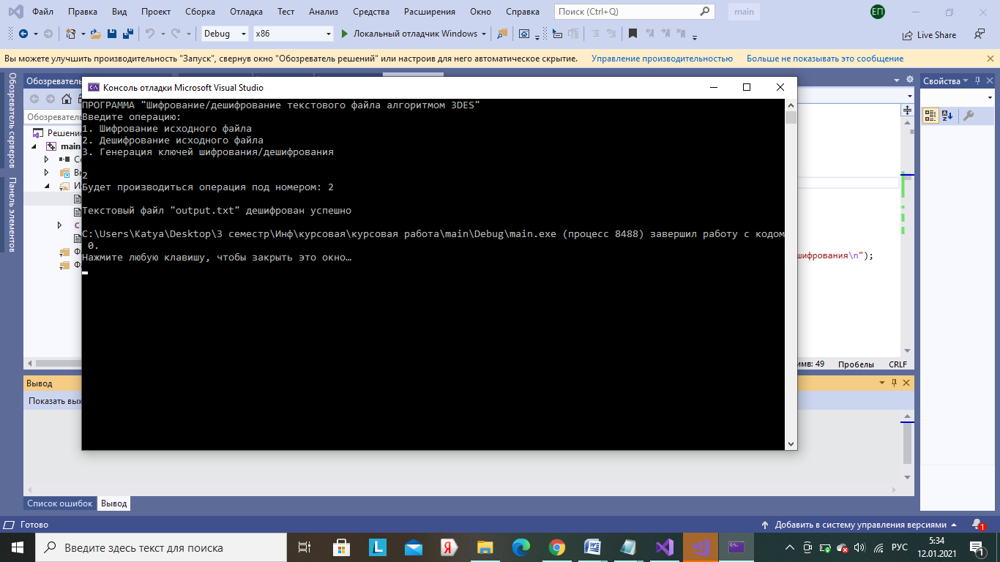 Файл Правка Вид Проект Сборка Отладка Тест Анализ Средства Расширения Окно Справка Поиск (Ctrl+Q) main ЕП
Debug x86 Локальный отладчик Windows Live Share
Вы можете улучшить производительность "Запуск", свернув окно "Обозреватель решений" или настроив для него автоматическое скрытие. Управление производительностью Больше не показывать это сообщение
Обозреватель серверов
Панель элементов
Свойства
Консоль отладки Microsoft Visual Studio
ПРОГРАММА "Шифрование/дешифрование текстового файла алгоритмом 3DES"
Введите операцию:
1. Шифрование исходного файла
2. Дешифрование исходного файла
3. Генерация ключей шифрования/дешифрования
2
Будет производиться операция под номером: 2
Текстовый файл "output.txt" дешифрован успешно
C:\Users\Katya\Desktop\3 семестр\Инф\курсовая\курсовая работа\main\Debug\main.exe (процесс 8488) завершил работу с кодом
0.
Нажмите любую клавишу, чтобы закрыть это окно…
Решение
main
шифрования\n");
49 Пробелы CRLF
Вывод
Показать
Список ошибок Вывод
Готово Добавить в систему управления версиями 1
Введите здесь текст для поиска
L Я W РУС 5:34
12.01.2021 1